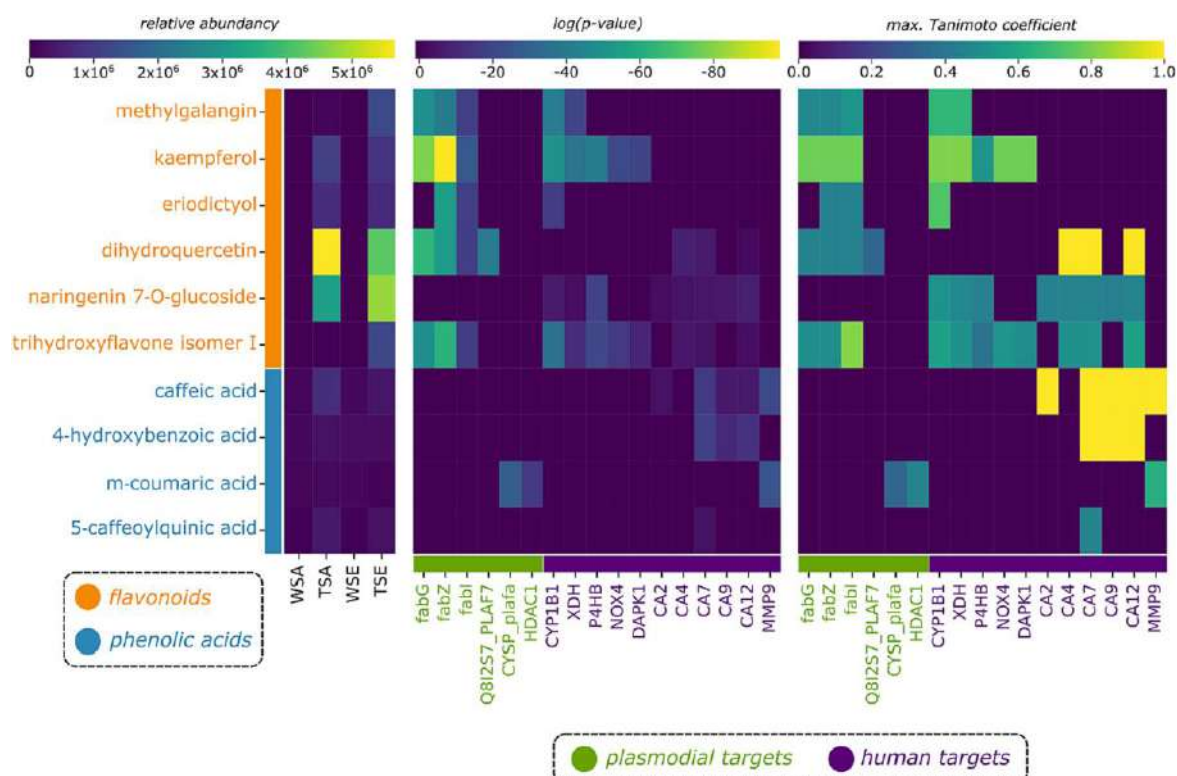 relative abundancy
log(p-value)
max. Tanimoto coefficient
0 1x10⁶ 2x10⁶ 3x10⁶ 4x10⁶ 5x10⁶
0 -20 -40 -60 -80
0.0 0.2 0.4 0.6 0.8 1.0
methylgalangin
kaempferol
eriodictyol
dihydroquercetin
naringenin 7-O-glucoside
trihydroxyflavone isomer I
caffeic acid
4-hydroxybenzoic acid
m-coumaric acid
5-caffeoylquinic acid
WSA
TSA
WSE
TSE
fabG
fabZ
fabI
Q8I2S7_PLAF7
CYSP_plafa
HDAC1
CYP1B1
XDH
P4HB
NOX4
DAPK1
CA2
CA4
CA7
CA9
CA12
MMP9
fabG
fabZ
fabI
Q8I2S7_PLAF7
CYSP_plafa
HDAC1
CYP1B1
XDH
P4HB
NOX4
DAPK1
CA2
CA4
CA7
CA9
CA12
MMP9
flavonoids
phenolic acids
plasmodial targets
human targets